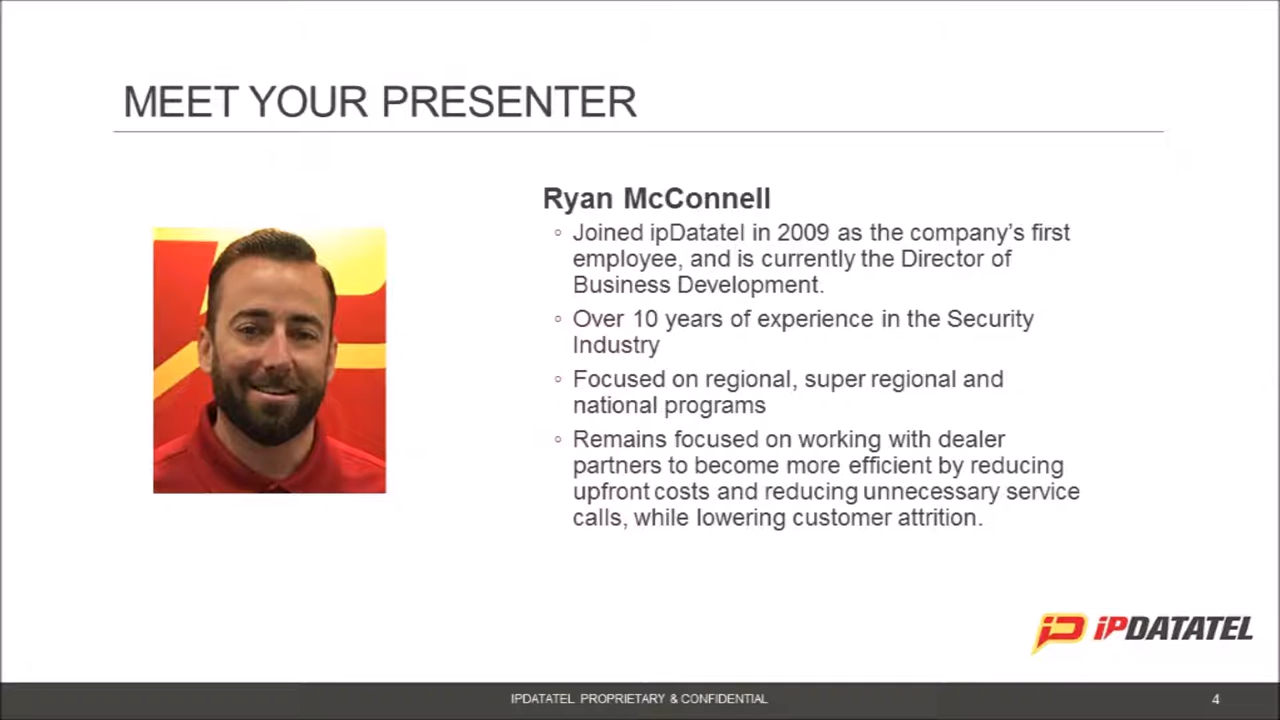 MEET YOUR PRESENTER
Ryan McConnell
◦ Joined ipDatatel in 2009 as the company’s first
employee, and is currently the Director of
Business Development.
◦ Over 10 years of experience in the Security
Industry
◦ Focused on regional, super regional and
national programs
◦ Remains focused on working with dealer
partners to become more efficient by reducing
upfront costs and reducing unnecessary service
calls, while lowering customer attrition.
iPDATATEL
IPDATATEL PROPRIETARY & CONFIDENTIAL
4